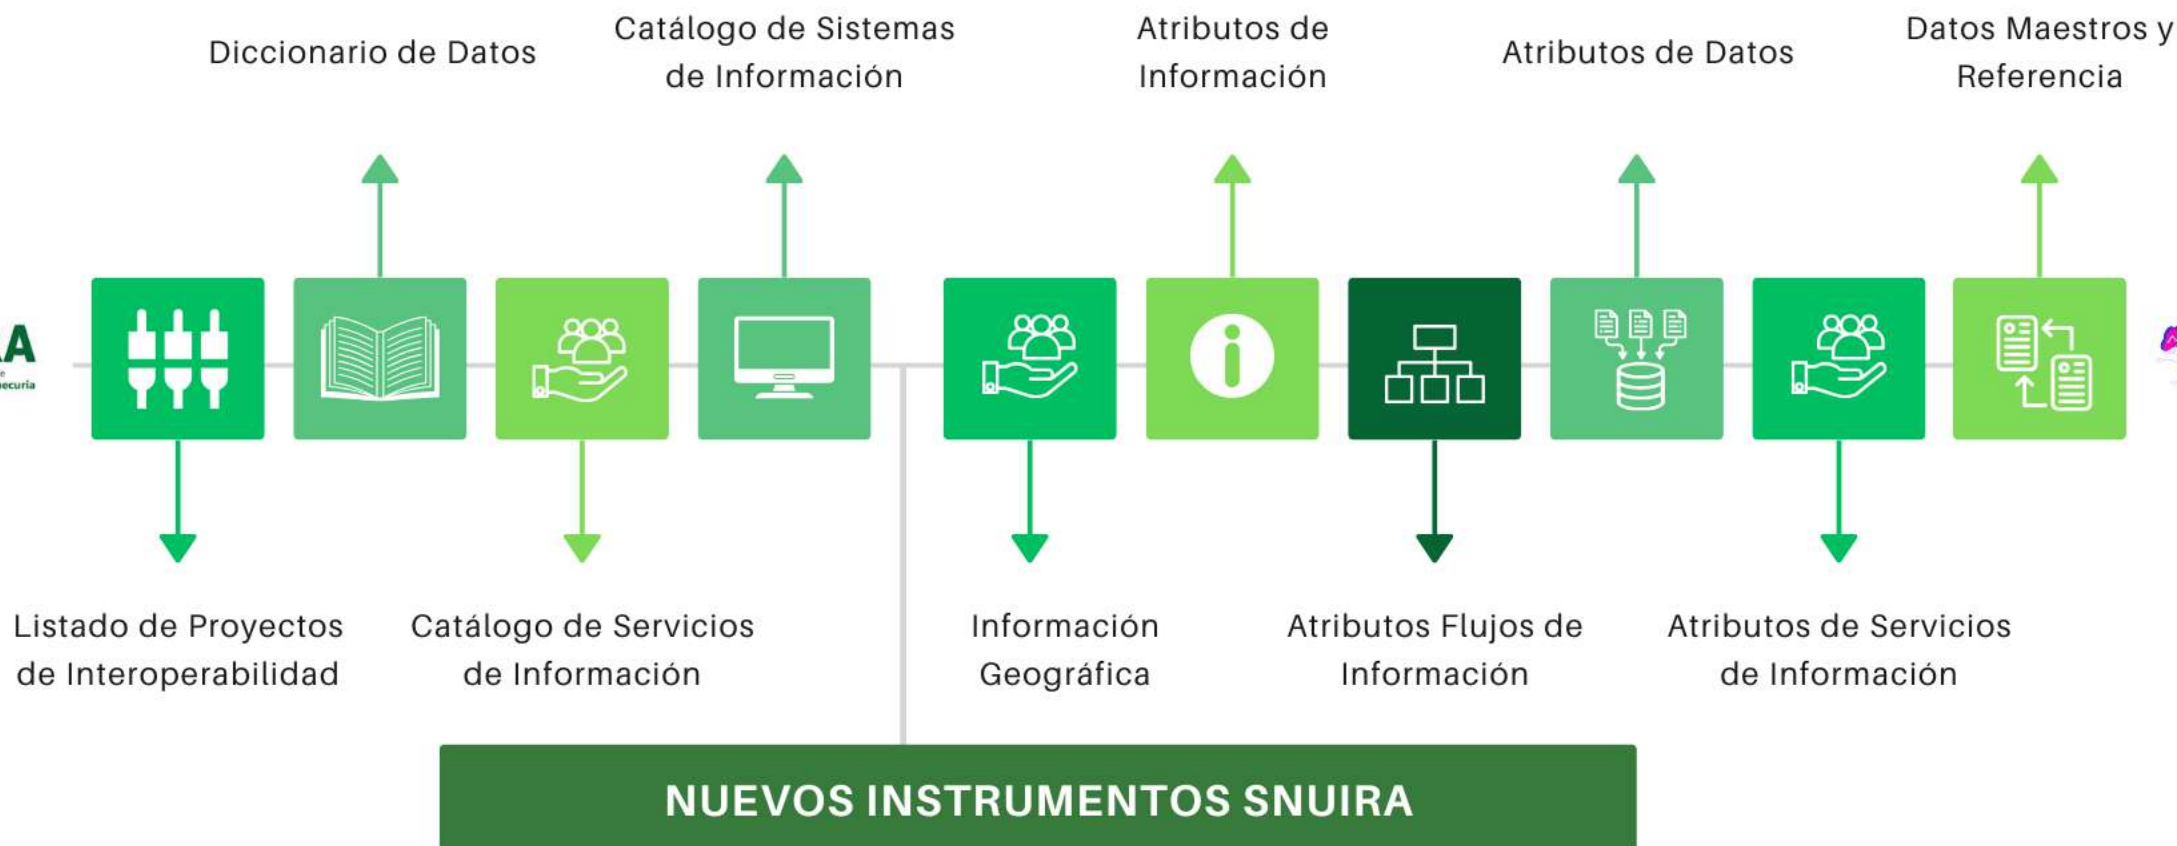 Diccionario de Datos
Catálogo de Sistemas
de Información
Atributos de
Información
Atributos de Datos
Datos Maestros y
Referencia
Listado de Proyectos
de Interoperabilidad
Catálogo de Servicios
de Información
Información
Geográfica
Atributos Flujos de
Información
Atributos de Servicios
de Información
NUEVOS INSTRUMENTOS SNUIRA